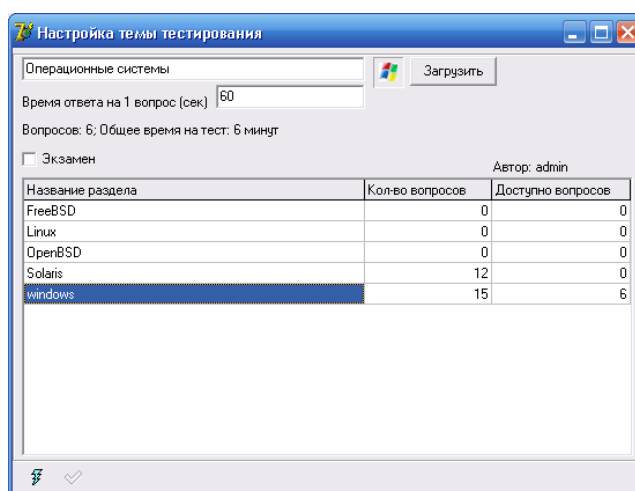 Настройка темы тестирования
Операционные системы
Загрузить
Время ответа на 1 вопрос (сек) 60
Вопросов: 6; Общее время на тест: 6 минут
Экзамен
Автор: admin
Название раздела Кол-во вопросов Доступно вопросов
FreeBSD 0 0
Linux 0 0
OpenBSD 0 0
Solaris 12 0
windows 15 6